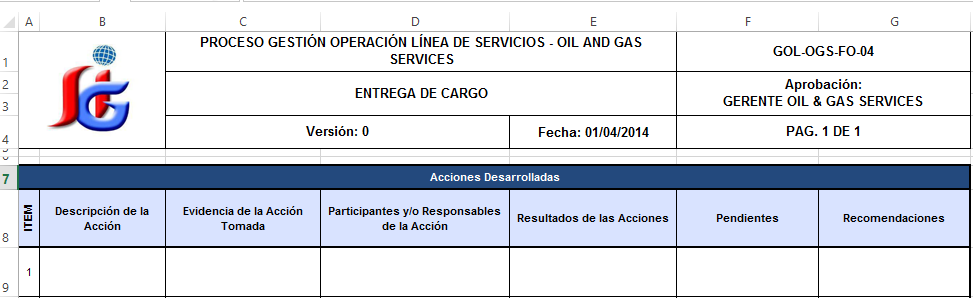 A B C D E F G
1
2
3
4
5
6
7
8
9
PROCESO GESTIÓN OPERACIÓN LÍNEA DE SERVICIOS - OIL AND GAS
SERVICES
GOL-OGS-FO-04
ENTREGA DE CARGO
Aprobación:
GERENTE OIL & GAS SERVICES
Versión: 0
Fecha: 01/04/2014
PAG. 1 DE 1
Acciones Desarrolladas
ITEM
Descripción de la
Acción
Evidencia de la Acción
Tomada
Participantes y/o Responsables
de la Acción
Resultados de las Acciones
Pendientes
Recomendaciones
1